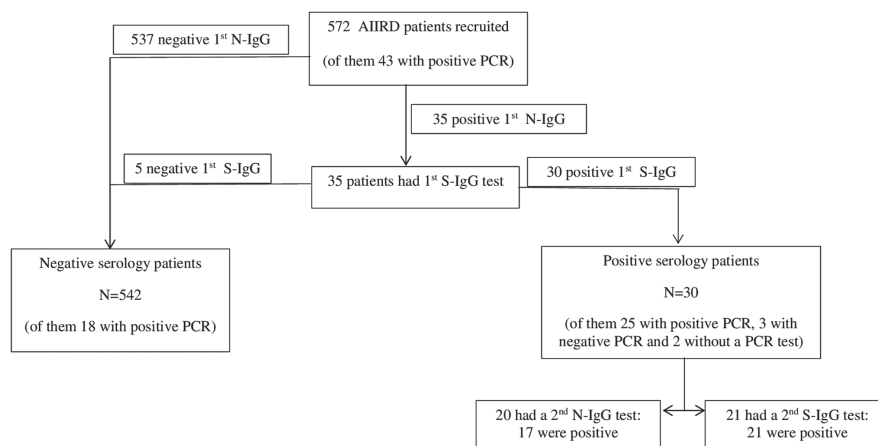 572 AIIRD patients recruited
(of them 43 with positive PCR)
537 negative 1st N-IgG
35 positive 1st N-IgG
5 negative 1st S-IgG
35 patients had 1st S-IgG test
30 positive 1st S-IgG
Negative serology patients
N=542
(of them 18 with positive PCR)
Positive serology patients
N=30
(of them 25 with positive PCR, 3 with
negative PCR and 2 without a PCR test)
20 had a 2nd N-IgG test:
17 were positive
21 had a 2nd S-IgG test:
21 were positive